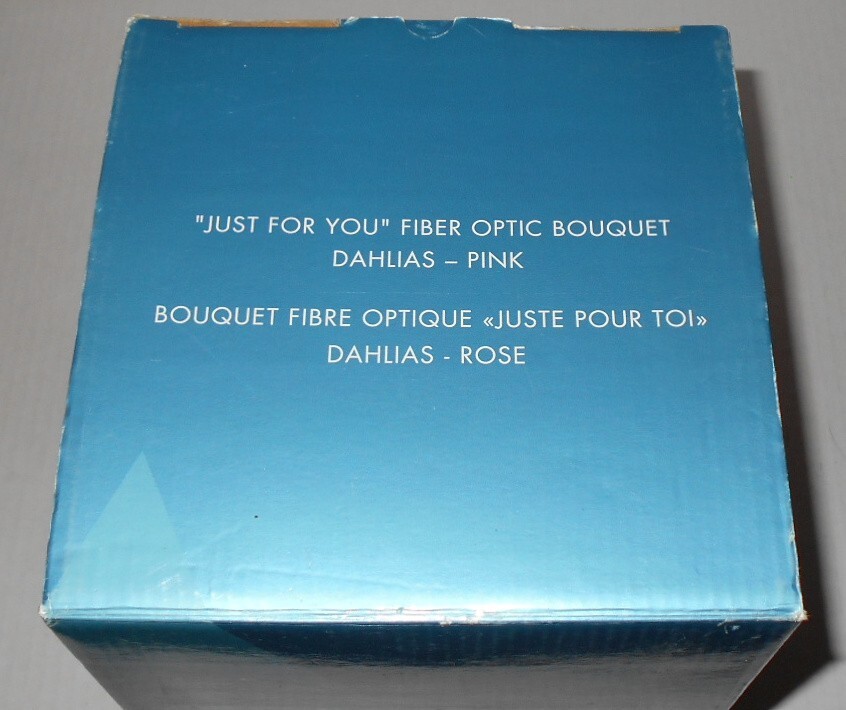 "JUST FOR YOU" FIBER OPTIC BOUQUET
DAHLIAS – PINK
BOUQUET FIBRE OPTIQUE «JUSTE POUR TOI»
DAHLIAS - ROSE